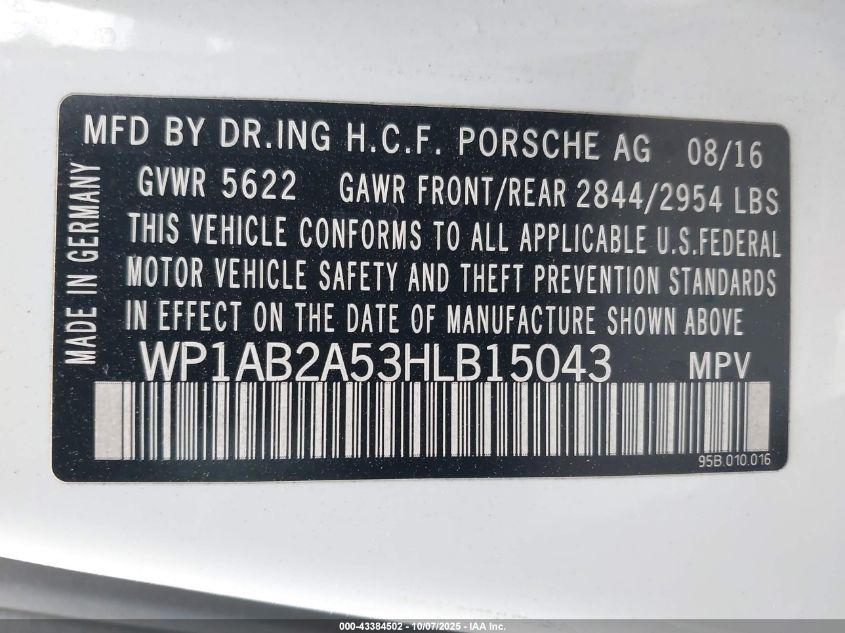 MFD BY DR.ING H.C.F. PORSCHE AG 08/16
GVWR 5622 GAWR FRONT/REAR 2844/2954 LBS
THIS VEHICLE CONFORMS TO ALL APPLICABLE U.S.FEDERAL
MOTOR VEHICLE SAFETY AND THEFT PREVENTION STANDARDS
IN EFFECT ON THE DATE OF MANUFACTURE SHOWN ABOVE
MADE IN GERMANY
WP1AB2A53HLB15043 MPV
95B.010.016
000-43384502 - 10/07/2025 - IAA Inc.